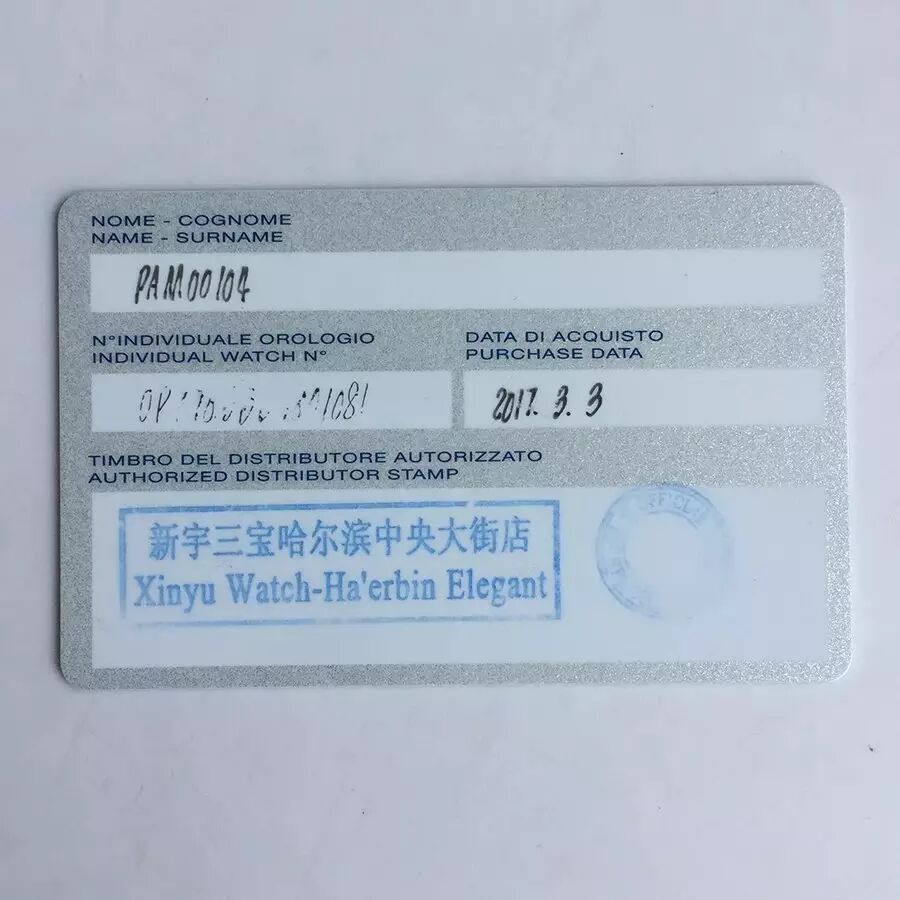 NOME - COGNOME
NAME - SURNAME
PAM00104
N°INDIVIDUALE OROLOGIO
INDIVIDUAL WATCH N°
DATA DI ACQUISTO
PURCHASE DATA
2017. 3. 3
TIMBRO DEL DISTRIBUTORE AUTORIZZATO
AUTHORIZED DISTRIBUTOR STAMP
新宇三宝哈尔滨中央大街店
Xinyu Watch-Ha'erbin Elegant